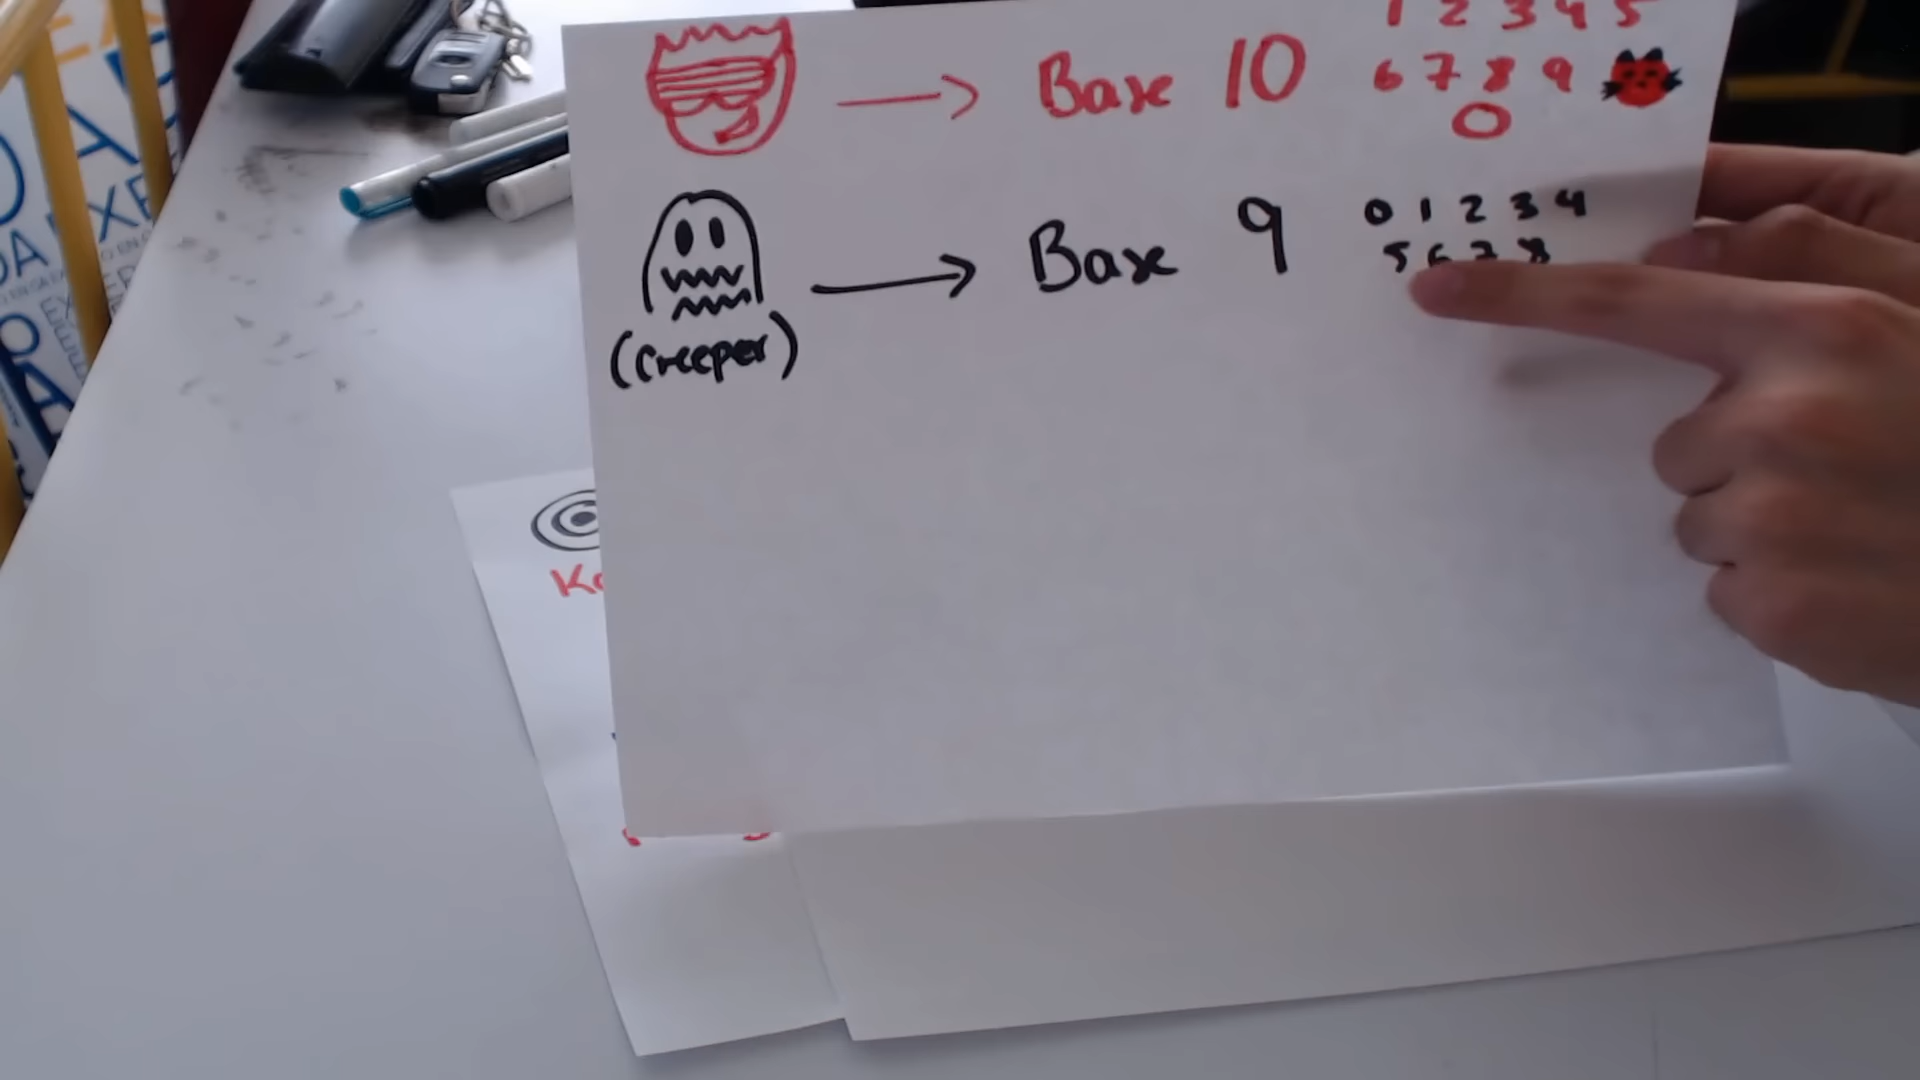 1 2 3 4 5
Base 10 6 7 8 9
0
Base 9 0 1 2 3 4
5 6 7 8
(Creeper)